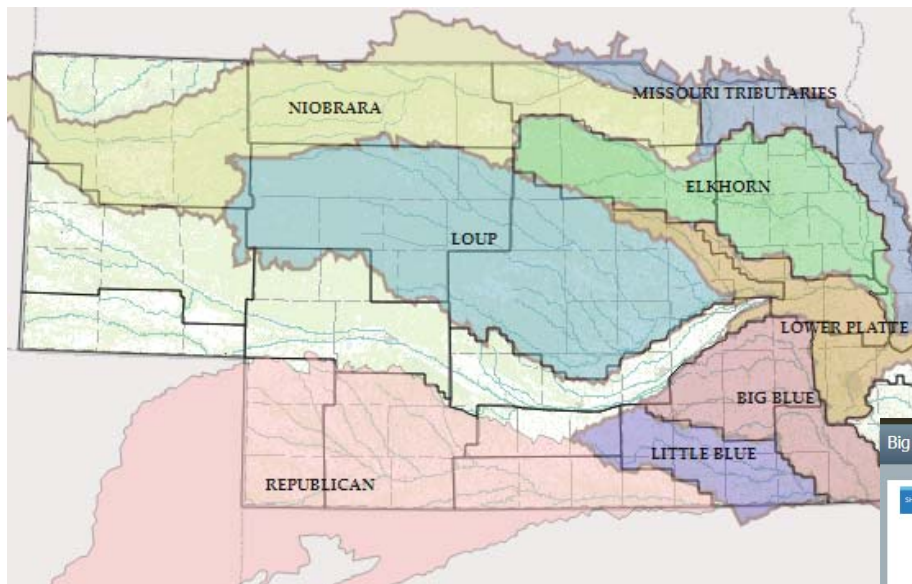 MISSOURI TRIBUTARIES
NIOBRARA
ELKHORN
LOUP
LOWER PLATTE
BIG BLUE
Big
LITTLE BLUE
REPUBLICAN